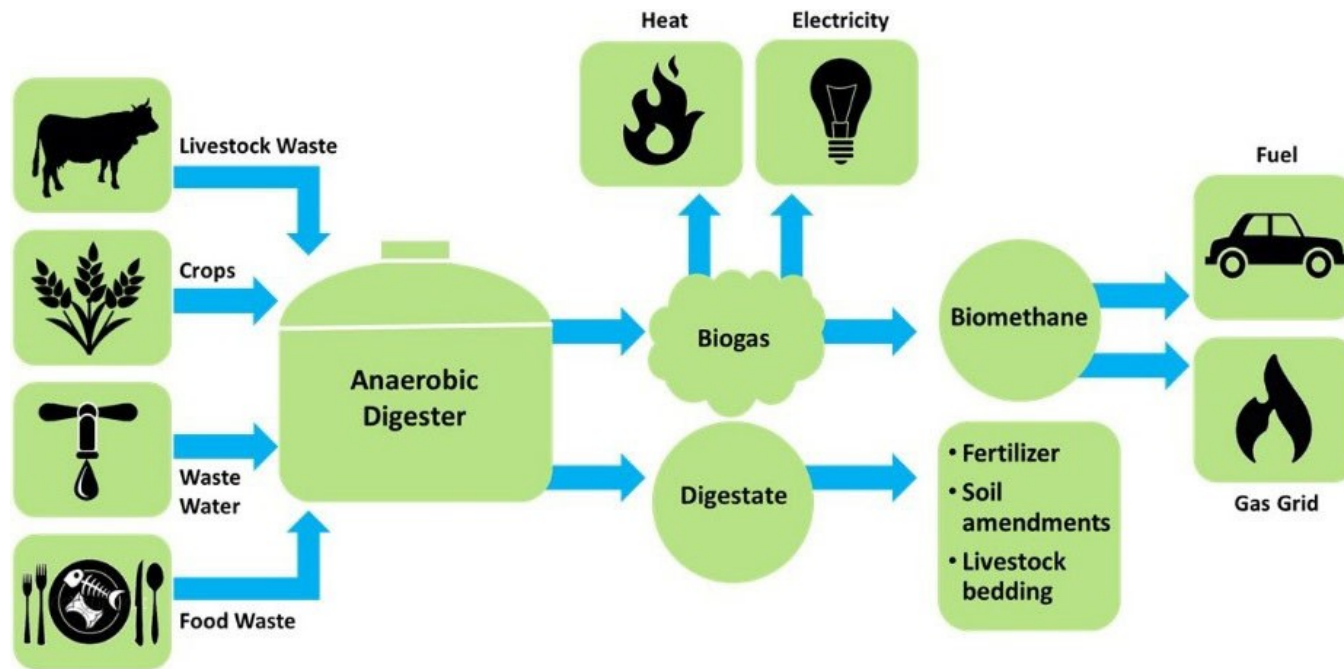 Heat
Electricity
Livestock Waste
Fuel
Crops
Anaerobic
Digester
Biogas
Biomethane
Waste
Water
Digestate
• Fertilizer
• Soil
amendments
• Livestock
bedding
Gas Grid
Food Waste